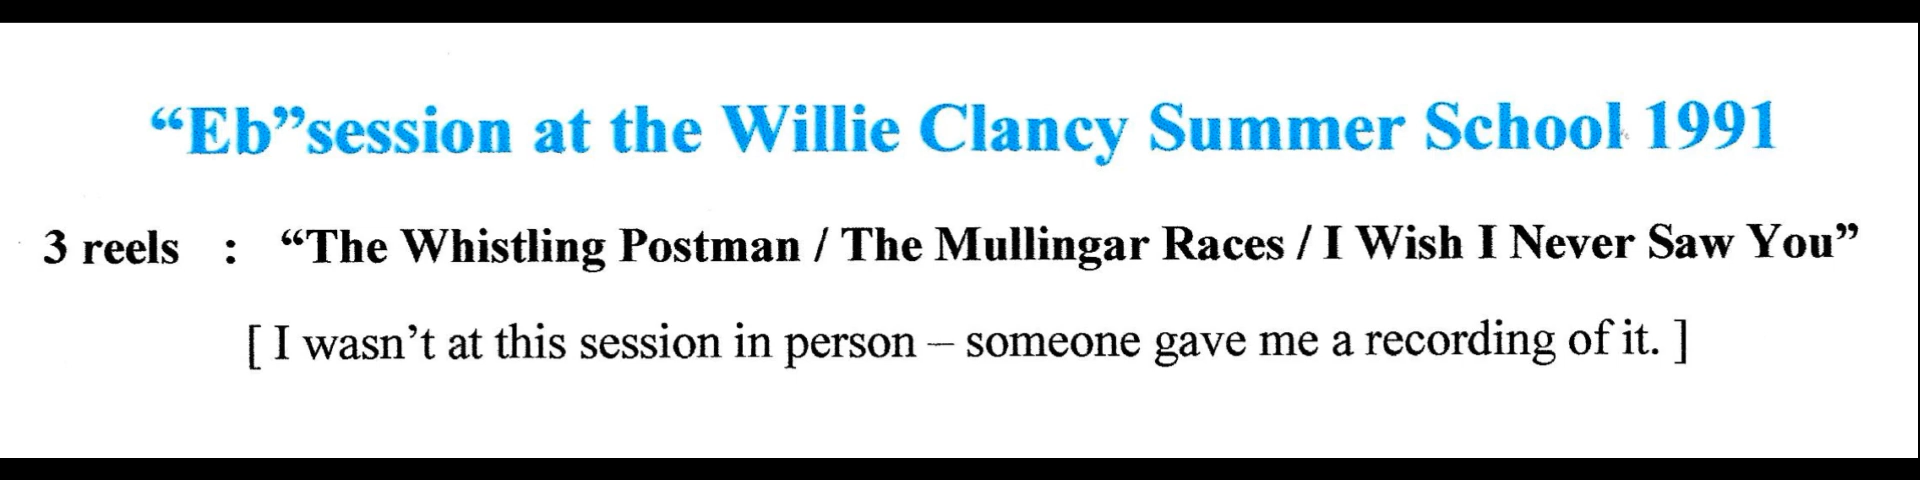 “Eb”session at the Willie Clancy Summer School 1991
3 reels : “The Whistling Postman / The Mullingar Races / I Wish I Never Saw You”
[ I wasn’t at this session in person – someone gave me a recording of it. ]